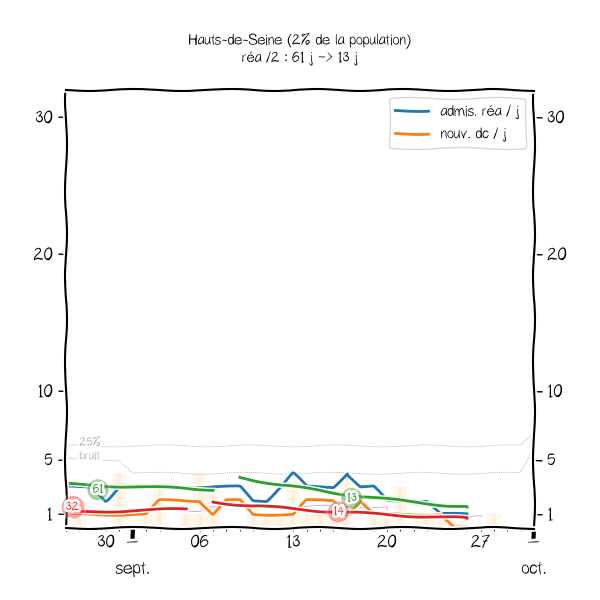 Hauts-de-Seine (2% de la population)
réa /2 : 61 j -> 13 j
admis. réa / j
nouv. dc / j
30
30
20
20
10
10
25%
bruit
5
5
61
13
32
14
1
1
30
06
13
20
27
sept.
oct.